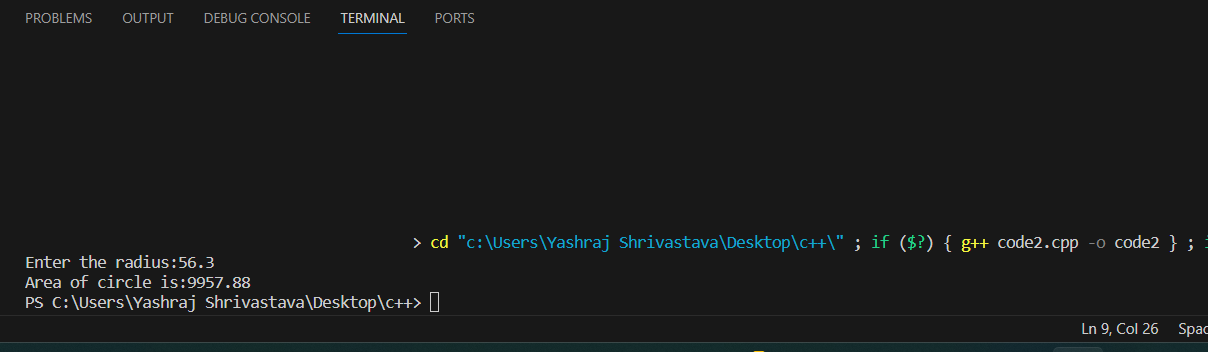 PROBLEMS OUTPUT DEBUG CONSOLE TERMINAL PORTS
> cd "c:\Users\Yashraj Shrivastava\Desktop\c++\" ; if ($?) { g++ code2.cpp -o code2 } ; i
Enter the radius:56.3
Area of circle is:9957.88
PS C:\Users\Yashraj Shrivastava\Desktop\c++>
Ln 9, Col 26 Spac